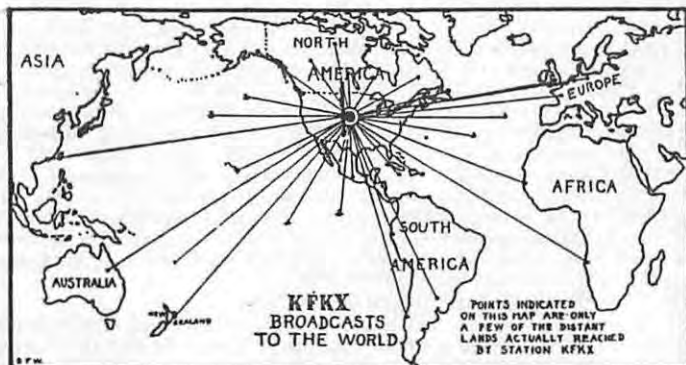 NORTH
AMERICA
ASIA
EUROPE
AFRICA
SOUTH
AMERICA
AUSTRALIA
NEW
ZEALAND
KFKX
BROADCASTS
TO THE WORLD
POINTS INDICATED
ON THIS MAP ARE ONLY
A FEW OF THE DISTANT
LANDS ACTUALLY REACHED
BY STATION KFKX